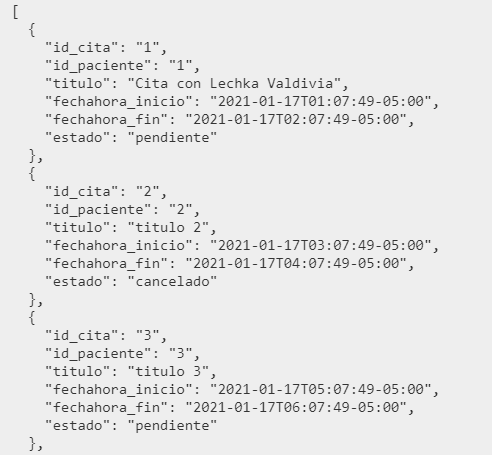 [
  {
    "id_cita": "1",
    "id_paciente": "1",
    "titulo": "Cita con Lechka Valdivia",
    "fechahora_inicio": "2021-01-17T01:07:49-05:00",
    "fechahora_fin": "2021-01-17T02:07:49-05:00",
    "estado": "pendiente"
  },
  {
    "id_cita": "2",
    "id_paciente": "2",
    "titulo": "titulo 2",
    "fechahora_inicio": "2021-01-17T03:07:49-05:00",
    "fechahora_fin": "2021-01-17T04:07:49-05:00",
    "estado": "cancelado"
  },
  {
    "id_cita": "3",
    "id_paciente": "3",
    "titulo": "titulo 3",
    "fechahora_inicio": "2021-01-17T05:07:49-05:00",
    "fechahora_fin": "2021-01-17T06:07:49-05:00",
    "estado": "pendiente"
  },